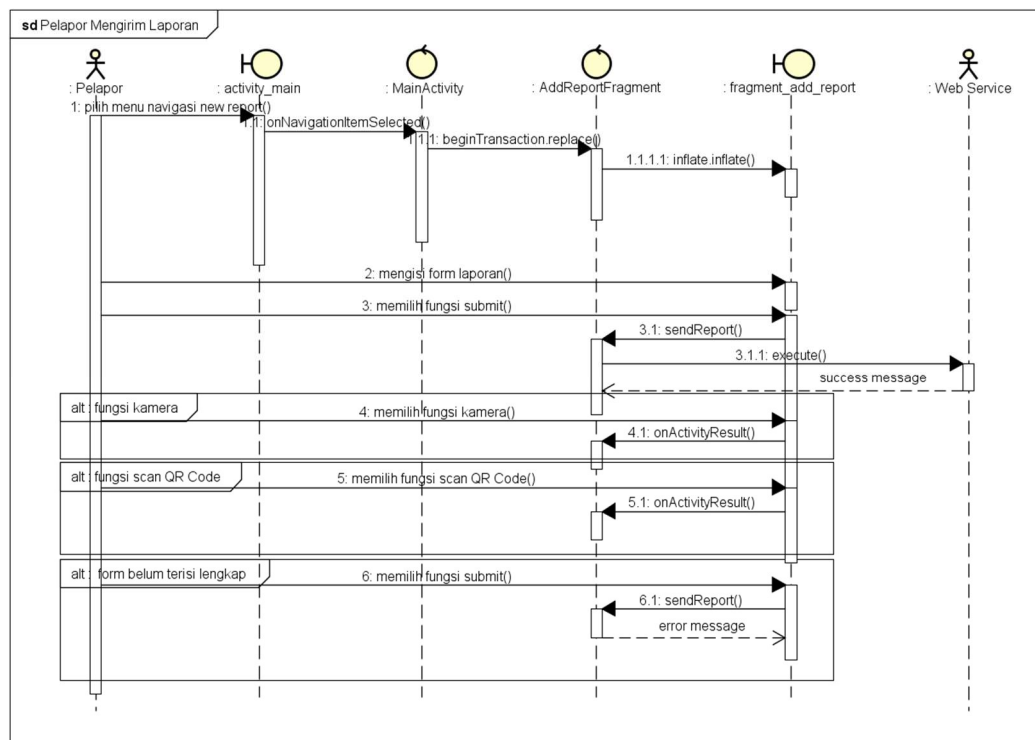 sd Pelapor Mengirim Laporan
: Pelapor
: activity_main
: MainActivity
: AddReportFragment
: fragment_add_report
: Web Service
1: pilih menu navigasi new report()
1.1: onNavigationItemSelected()
1.1.1: beginTransaction.replace()
1.1.1.1: inflate.inflate()
2: mengisi form laporan()
3: memilih fungsi submit()
3.1: sendReport()
3.1.1: execute()
success message
alt : fungsi kamera
4: memilih fungsi kamera()
4.1: onActivityResult()
alt : fungsi scan QR Code
5: memilih fungsi scan QR Code()
5.1: onActivityResult()
alt : form belum terisi lengkap
6: memilih fungsi submit()
6.1: sendReport()
error message